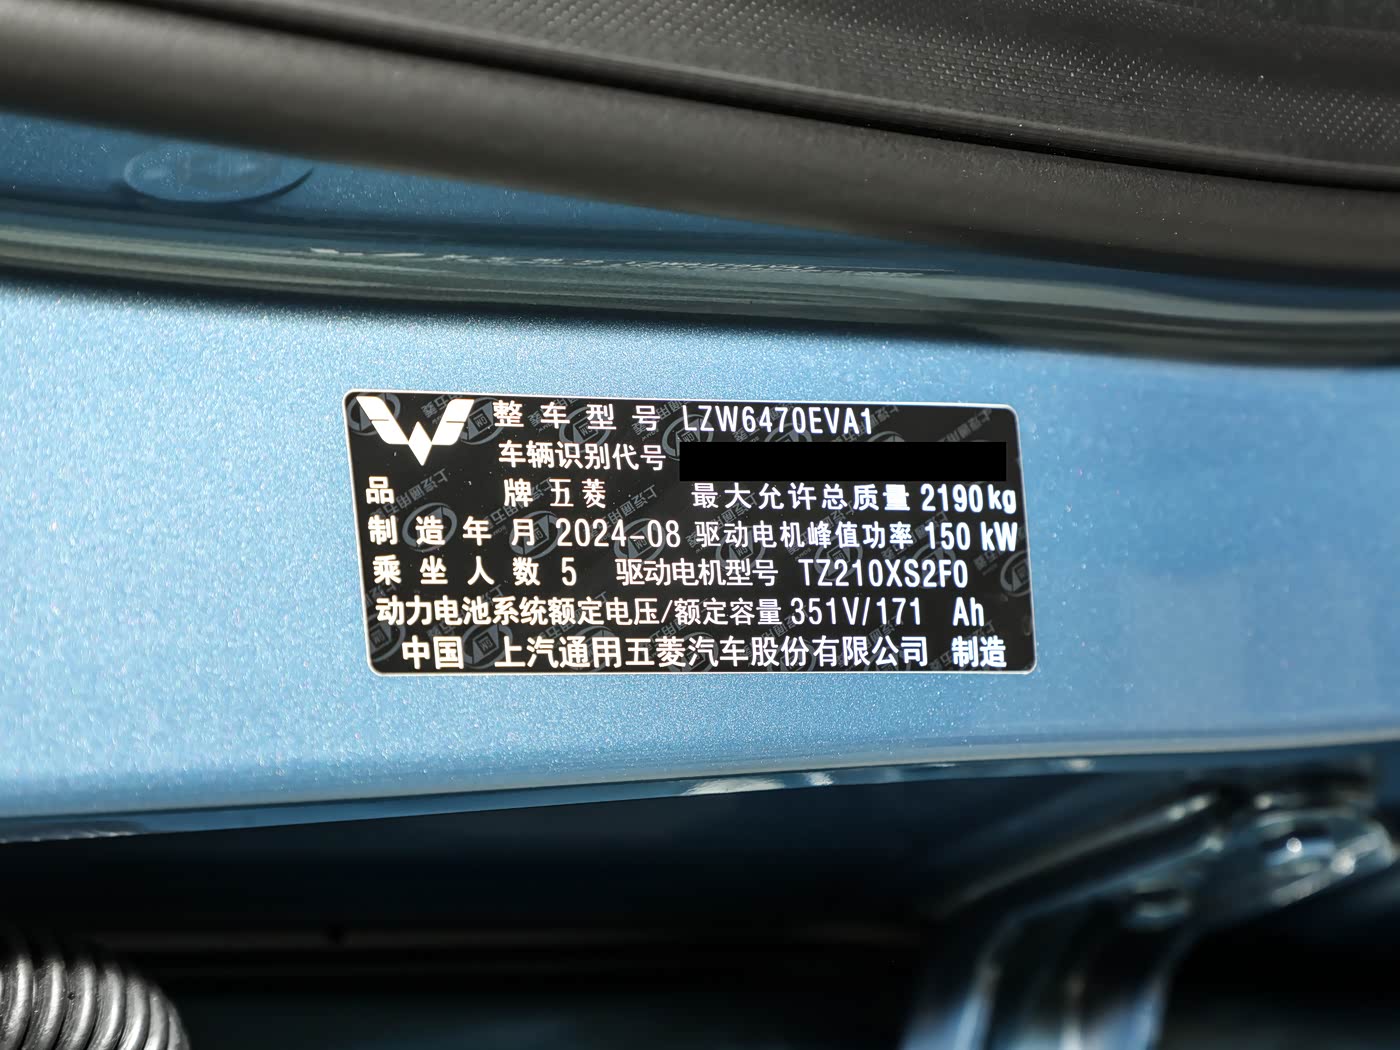 整车型号 LZW6470EVA1
车辆识别代号
品牌 五菱 最大允许总质量 2190kg
制造年月 2024-08 驱动电机峰值功率 150 kW
乘坐人数 5 驱动电机型号 TZ210XS2F0
动力电池系统额定电压/额定容量 351V/171 Ah
中国 上汽通用五菱汽车股份有限公司 制造